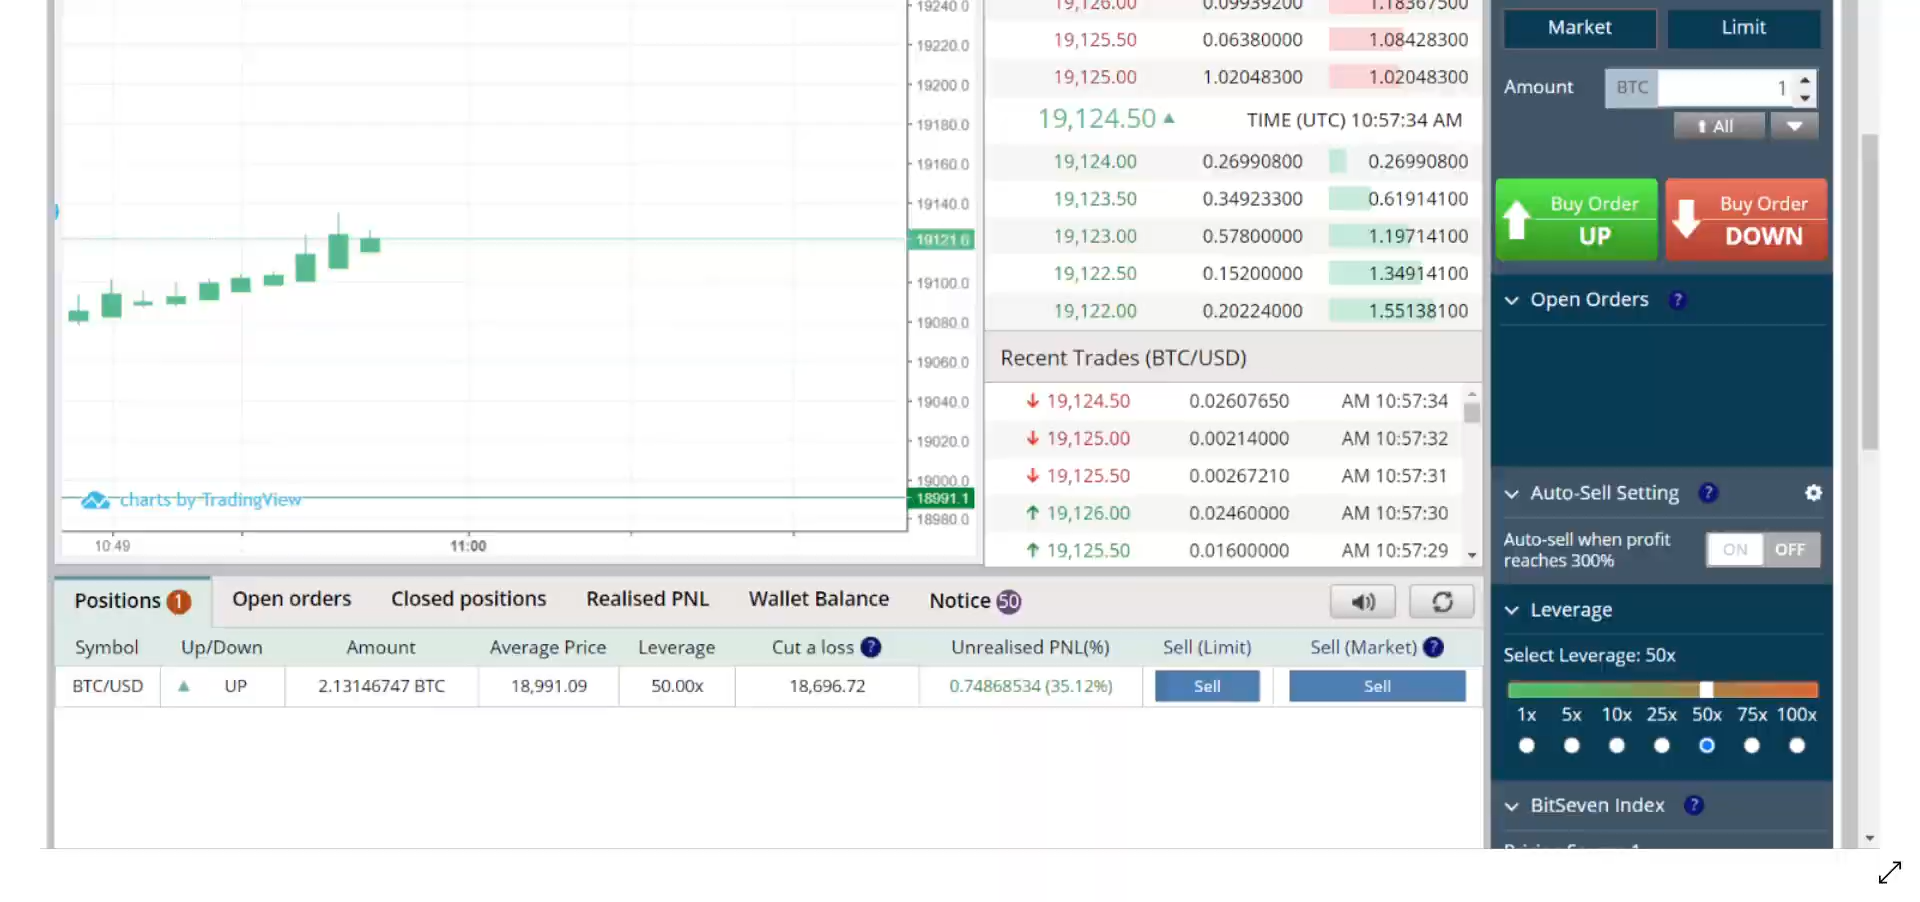 19240.0
19220.0
19200.0
19180.0
19160.0
19140.0
19121.6
19100.0
19080.0
19060.0
19040.0
19020.0
19000.0
18991.1
18980.0
charts by TradingView
10:49
11:00
19,126.00 0.09939200 1.18367500
19,125.50 0.06380000 1.08428300
19,125.00 1.02048300 1.02048300
19,124.50 TIME (UTC) 10:57:34 AM
19,124.00 0.26990800 0.26990800
19,123.50 0.34923300 0.61914100
19,123.00 0.57800000 1.19714100
19,122.50 0.15200000 1.34914100
19,122.00 0.20224000 1.55138100
Recent Trades (BTC/USD)
19,124.50 0.02607650 AM 10:57:34
19,125.00 0.00214000 AM 10:57:32
19,125.50 0.00267210 AM 10:57:31
19,126.00 0.02460000 AM 10:57:30
19,125.50 0.01600000 AM 10:57:29
Positions 1 Open orders Closed positions Realised PNL Wallet Balance Notice 50
Symbol Up/Down Amount Average Price Leverage Cut a loss ? Unrealised PNL(%) Sell (Limit) Sell (Market) ?
BTC/USD UP 2.13146747 BTC 18,991.09 50.00x 18,696.72 0.74868534 (35.12%) Sell Sell
Market Limit
Amount BTC 1
All
Buy Order UP
Buy Order DOWN
Open Orders ?
Auto-Sell Setting ?
Auto-sell when profit
reaches 300%
ON OFF
Leverage
Select Leverage: 50x
1x 5x 10x 25x 50x 75x 100x
BitSeven Index ?